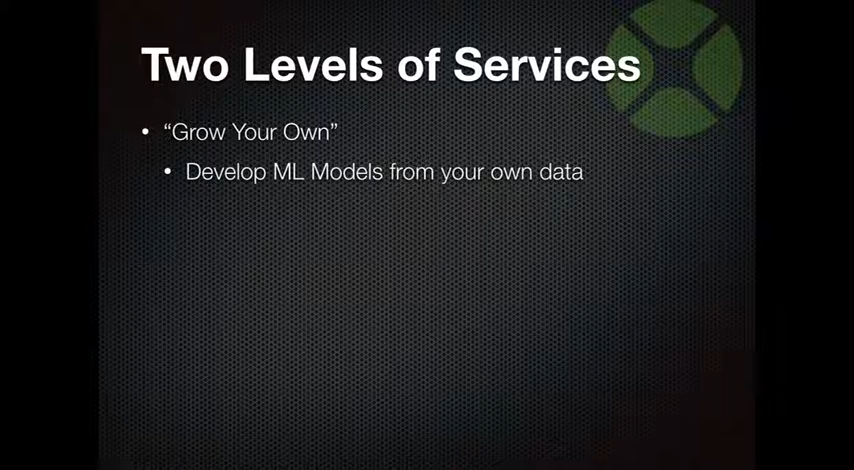 Two Levels of Services
• “Grow Your Own”
• Develop ML Models from your own data